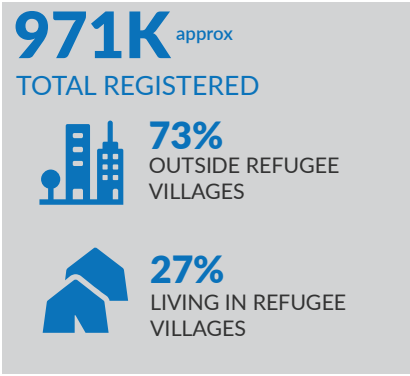 971K approx
TOTAL REGISTERED
73%
OUTSIDE REFUGEE
VILLAGES
27%
LIVING IN REFUGEE
VILLAGES